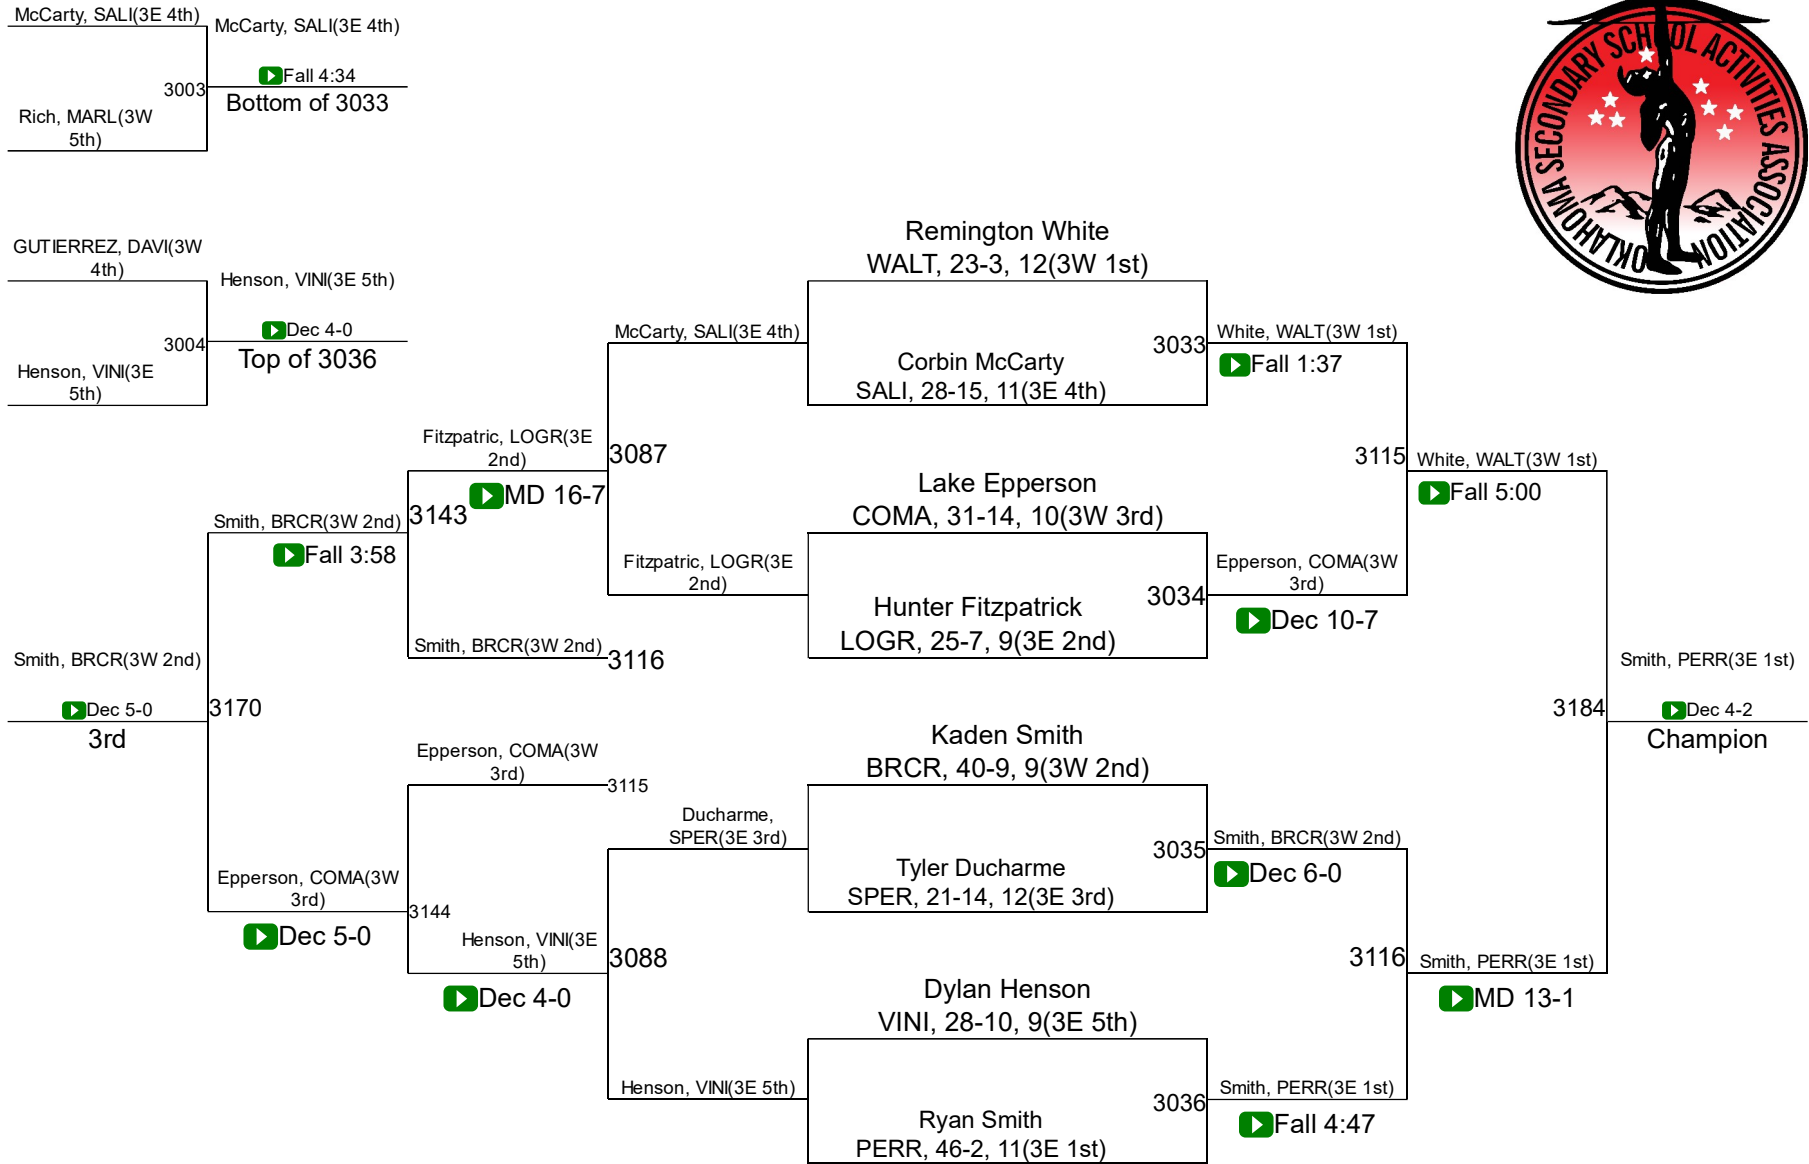 McCarty, SALI(3E 4th)
McCarty, SALI(3E 4th)
Fall 4:34
3003
Bottom of 3033
Rich, MARL(3W
5th)
OKLAHOMA SECONDARY SCHOOL ACTIVITIES ASSOCIATION
GUTIERREZ, DAVI(3W
4th)
Henson, VINI(3E 5th)
Dec 4-0
3004
Top of 3036
Henson, VINI(3E
5th)
Remington White
WALT, 23-3, 12(3W 1st)
McCarty, SALI(3E 4th)
3033
White, WALT(3W 1st)
Fall 1:37
Corbin McCarty
SALI, 28-15, 11(3E 4th)
Fitzpatric, LOGR(3E
2nd)
3087
MD 16-7
3115
White, WALT(3W 1st)
Fall 5:00
Lake Epperson
COMA, 31-14, 10(3W 3rd)
Smith, BRCR(3W 2nd)
3143
Fall 3:58
Fitzpatric, LOGR(3E
2nd)
3034
Epperson, COMA(3W
3rd)
Dec 10-7
Hunter Fitzpatrick
LOGR, 25-7, 9(3E 2nd)
Smith, BRCR(3W 2nd)
3116
Smith, BRCR(3W 2nd)
Dec 5-0
3rd
3170
Smith, PERR(3E 1st)
3184
Dec 4-2
Champion
Epperson, COMA(3W
3rd)
3115
Kaden Smith
BRCR, 40-9, 9(3W 2nd)
Ducharme,
SPER(3E 3rd)
3035
Smith, BRCR(3W 2nd)
Dec 6-0
Tyler Ducharme
SPER, 21-14, 12(3E 3rd)
Epperson, COMA(3W
3rd)
3144
Dec 5-0
Henson, VINI(3E
5th)
3088
Dec 4-0
3116
Smith, PERR(3E 1st)
MD 13-1
Dylan Henson
VINI, 28-10, 9(3E 5th)
Henson, VINI(3E 5th)
3036
Smith, PERR(3E 1st)
Fall 4:47
Ryan Smith
PERR, 46-2, 11(3E 1st)